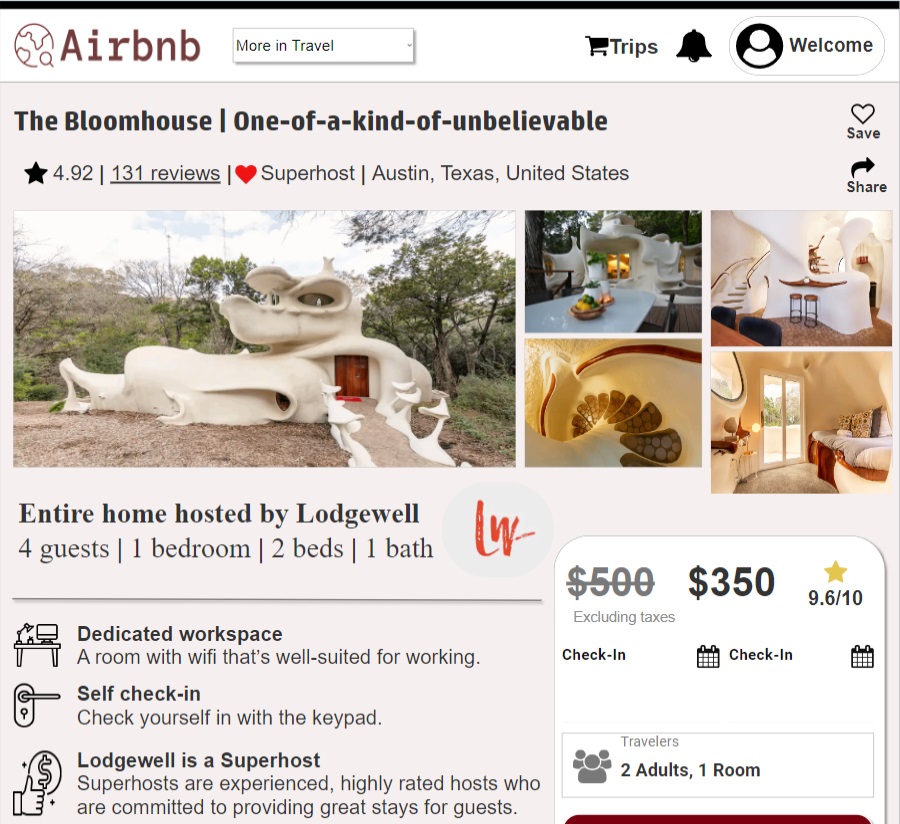 Airbnb
More in Travel
Trips
Welcome
The Bloomhouse | One-of-a-kind-of-unbelievable
Save
4.92 | 131 reviews | Superhost | Austin, Texas, United States
Share
Entire home hosted by Lodgewell
4 guests | 1 bedroom | 2 beds | 1 bath
Lw
$500 $350
9.6/10
Excluding taxes
Check-In Check-In
Dedicated workspace
A room with wifi that’s well-suited for working.
Self check-in
Check yourself in with the keypad.
Travelers
2 Adults, 1 Room
Lodgewell is a Superhost
Superhosts are experienced, highly rated hosts who
are committed to providing great stays for guests.